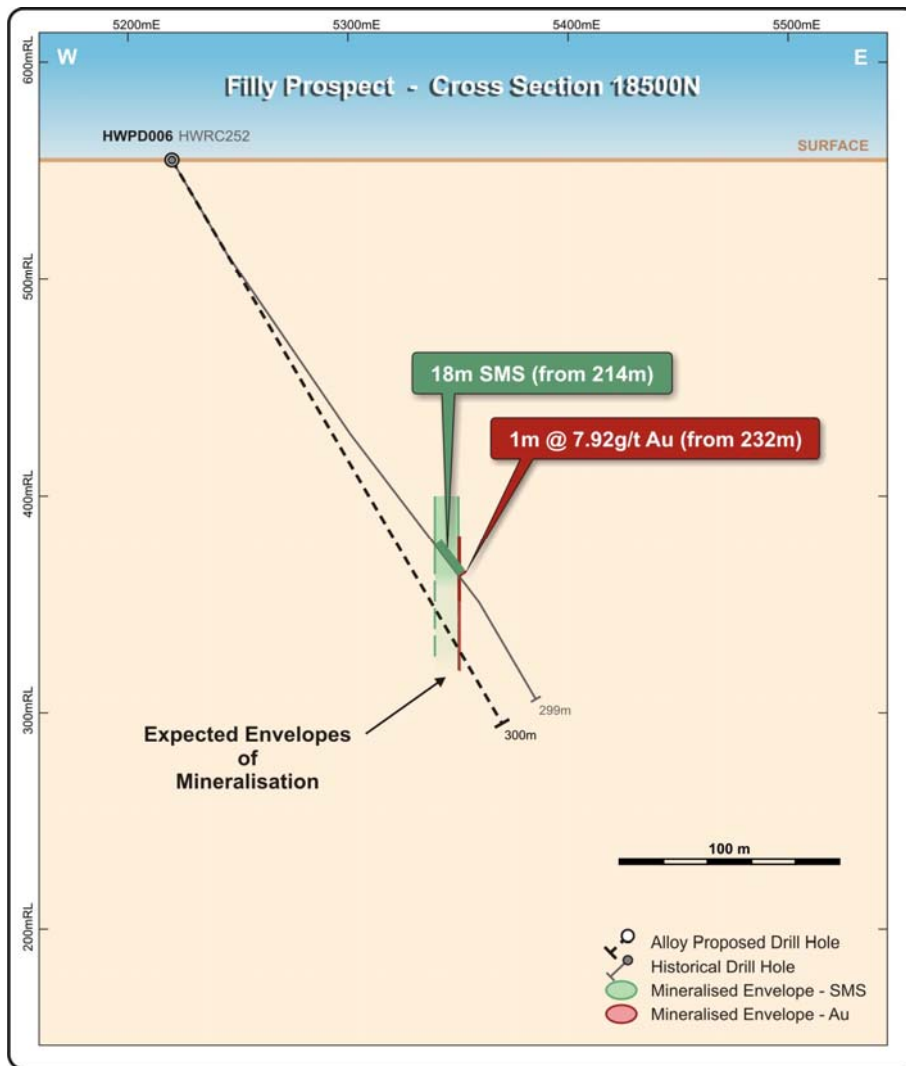 5200mE
5300mE
5400mE
5500mE
W
E
600mRL
Filly Prospect - Cross Section 18500N
HWPD006 HWRC252
SURFACE
500mRL
18m SMS (from 214m)
1m @ 7.92g/t Au (from 232m)
400mRL
300mRL
299m
300m
Expected Envelopes
of
Mineralisation
100 m
200mRL
Alloy Proposed Drill Hole
Historical Drill Hole
Mineralised Envelope - SMS
Mineralised Envelope - Au